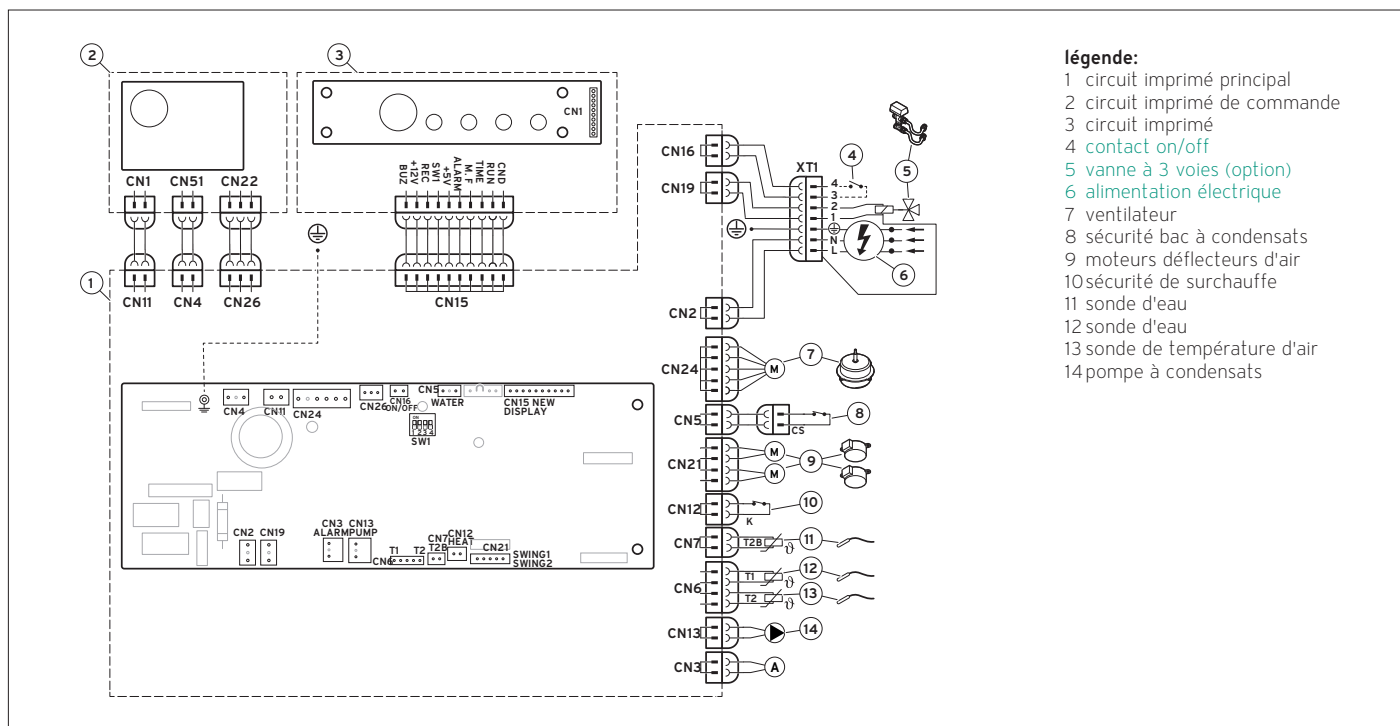 2
3
CN1
CN1 CN51 CN22
BUZ
+12V
REC
SW1
+5V
ALARM
M.F
TIME
RUN
CND
CN11 CN4 CN26
CN15
1
CN4
CN11
CN24
CN26
CN16
ON/OFF
CN5
WATER
CN15 NEW
DISPLAY
ON
1 2 3 4
SW1
CN2 CN19
CN3
ALARM
CN13
PUMP
T1 T2
CN6
CN7
T2B
CN12
HEAT
CN21
SWING1
SWING2
CN16
CN19
XT1
4
3
2
1
N
L
4
5
6
CN2
CN24
M
7
CN5
CS
8
CN21
M
M
9
CN12
K
10
CN7
T2B
ϑ
11
CN6
T1
ϑ
12
T2
ϑ
13
CN13
14
CN3
A
légende:
1 circuit imprimé principal
2 circuit imprimé de commande
3 circuit imprimé
4 contact on/off
5 vanne à 3 voies (option)
6 alimentation électrique
7 ventilateur
8 sécurité bac à condensats
9 moteurs déflecteurs d'air
10 sécurité de surchauffe
11 sonde d'eau
12 sonde d'eau
13 sonde de température d'air
14 pompe à condensats